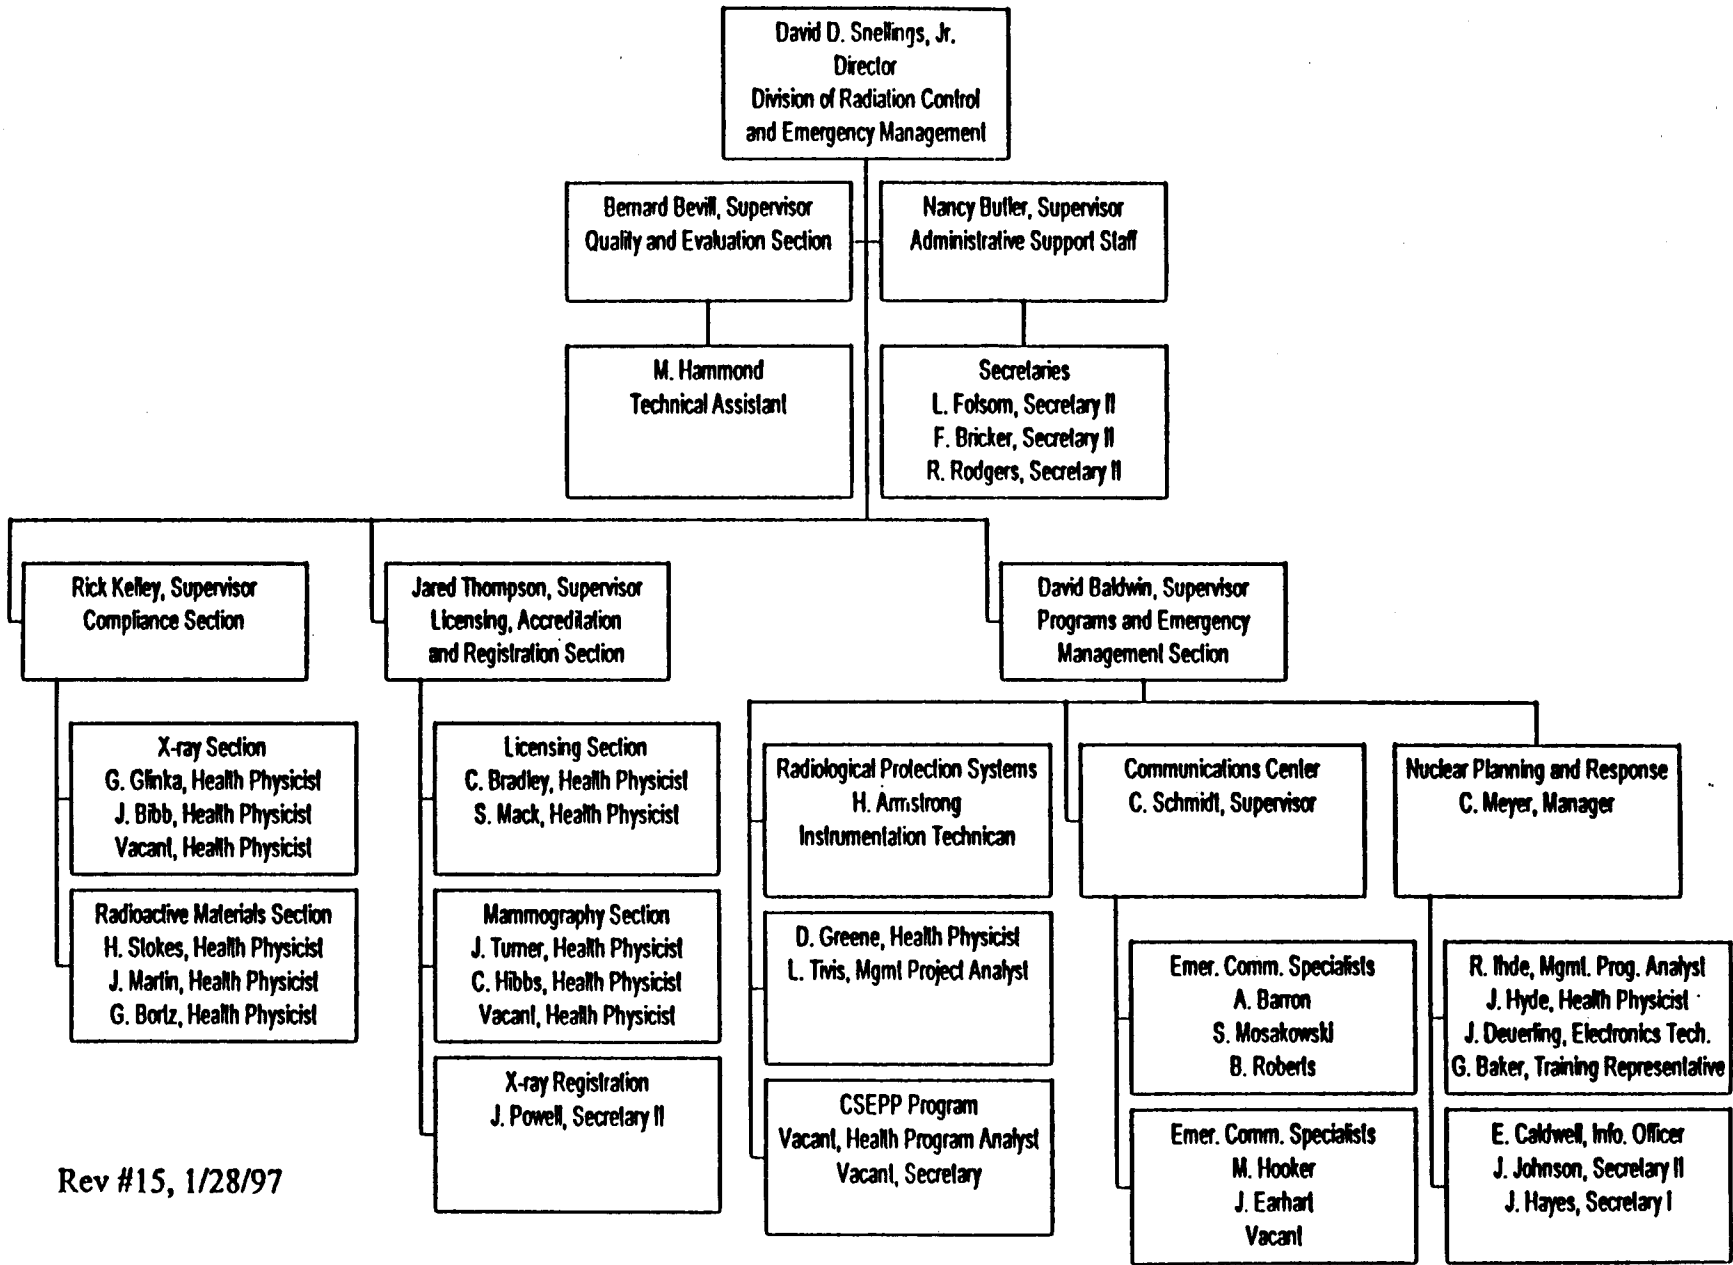 David D. Snellings, Jr.
Director
Division of Radiation Control
and Emergency Management
Bernard Bevill, Supervisor
Quality and Evaluation Section
Nancy Butler, Supervisor
Administrative Support Staff
M. Hammond
Technical Assistant
Secretaries
L. Folsom, Secretary II
F. Bricker, Secretary II
R. Rodgers, Secretary II
Rick Kelley, Supervisor
Compliance Section
Jared Thompson, Supervisor
Licensing, Accreditation
and Registration Section
David Baldwin, Supervisor
Programs and Emergency
Management Section
X-ray Section
G. Glinka, Health Physicist
J. Bibb, Health Physicist
Vacant, Health Physicist
Radioactive Materials Section
H. Stokes, Health Physicist
J. Martin, Health Physicist
G. Bortz, Health Physicist
Licensing Section
C. Bradley, Health Physicist
S. Mack, Health Physicist
Mammography Section
J. Turner, Health Physicist
C. Hibbs, Health Physicist
Vacant, Health Physicist
X-ray Registration
J. Powell, Secretary II
Radiological Protection Systems
H. Armstrong
Instrumentation Technican
D. Greene, Health Physicist
L. Tivis, Mgmt Project Analyst
CSEPP Program
Vacant, Health Program Analyst
Vacant, Secretary
Communications Center
C. Schmidt, Supervisor
Emer. Comm. Specialists
A. Barron
S. Mosakowski
B. Roberts
Emer. Comm. Specialists
M. Hooker
J. Earhart
Vacant
Nuclear Planning and Response
C. Meyer, Manager
R. Ihde, Mgmt. Prog. Analyst
J. Hyde, Health Physicist
J. Deuerling, Electronics Tech.
G. Baker, Training Representative
E. Caldwell, Info. Officer
J. Johnson, Secretary II
J. Hayes, Secretary I
Rev #15, 1/28/97